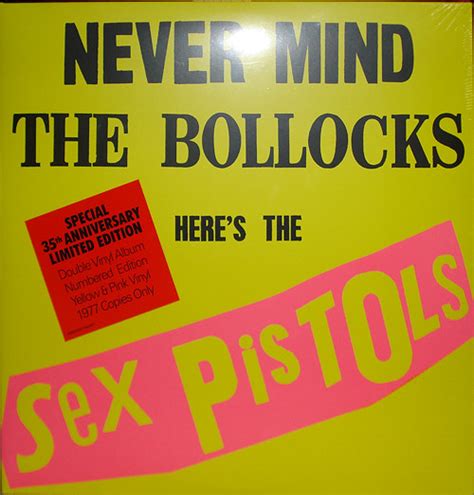 NEVER MIND
THE BOLLOCKS
HERE'S THE
SPECIAL
35th ANNIVERSARY
LIMITED EDITION
Double Vinyl Album
Numbered Edition
Yellow & Pink Vinyl
1977 Copies Only
Sex PisTOLs